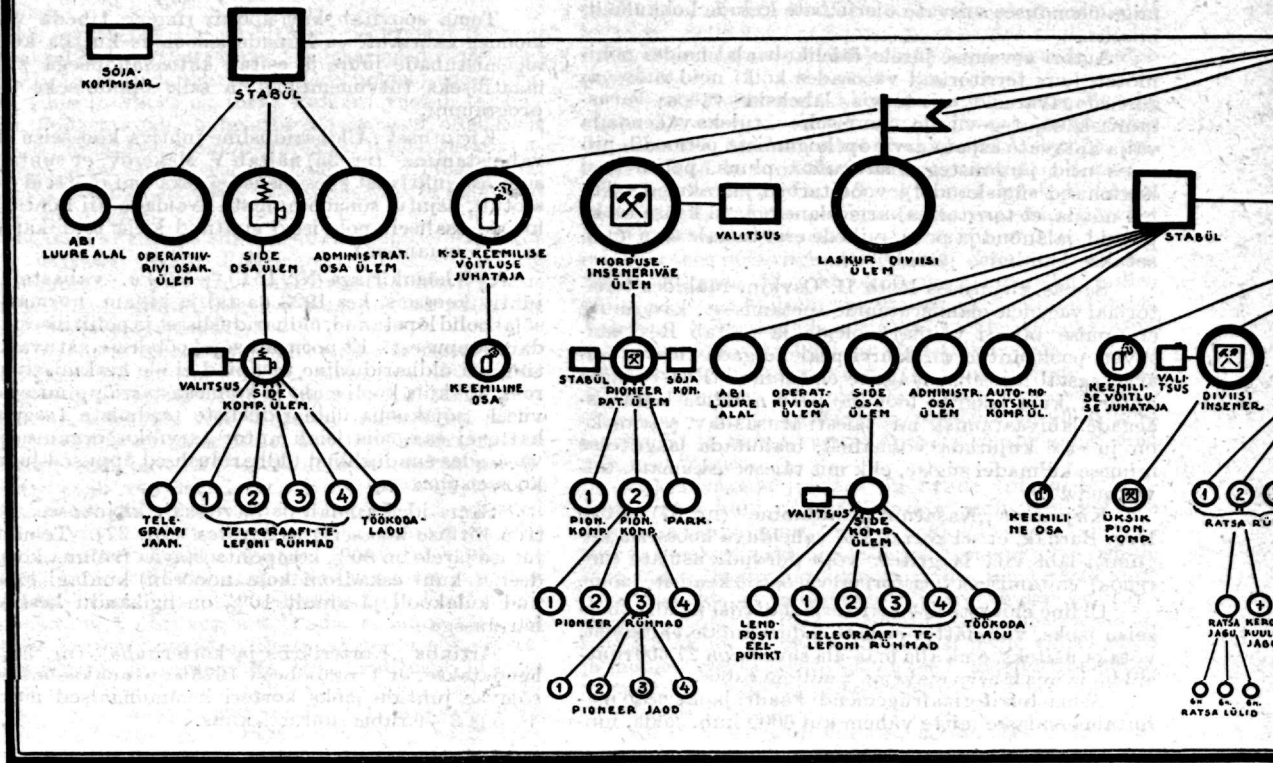 SÕJA-
KOMMISAR
STABÜL
ABI
LUURE ALAL
OPERATIIV-
RIVI OSAK.
ÜLEM
SIDE
OSA ÜLEM
ADMINISTRAT.
OSA ÜLEM
K-SE KEEMILISE
VÕITLUSE
JUHATAJA
KORPUSE
INSENERIVÄE
ÜLEM
VALITSUS
LASKUR DIVIISI
ÜLEM
STABÜL
VALITSUS
SIDE
KOMP. ÜLEM.
KEEMILINE
OSA.
STABÜL
PIONEER
PAT. ÜLEM
SÕJA
KOM.
ABI
LUURE
ALAL
OPERAT.
RIVI OSA
ÜLEM
SIDE
OSA
ÜLEM
ADMINISTR.
OSA
ÜLEM
AUTO-MO-
TOTSIKLI
KOMP. ÜL.
KEEMILI-
SE VÕITLU-
SE JUHATAJA
VALI-
TSUS
DIVIISI
INSENER.
TELE-
GRAAFI
JAAM.
1 2 3 4
TELEGRAAFI-TE-
LEFONI RÜHMAD
TÖÖKODA-
LADU
1
PION.
KOMP.
2
PION.
KOMP.
PARK.
VALITSUS
SIDE
KOMP.
ÜLEM
KEEMILI-
NE OSA.
ÜKSIK
PION.
KOMP.
1 2
RATSA RÜ
1 2 3 4
PIONEER RÜHMAD
LEND-
POSTI
EEL-
PUNKT
1 2 3 4
TELEGRAAFI-TE-
LEFONI RÜHMAD
TÖÖKODA-
LADU
RATSA
JAGU.
1 2 3 4
PIONEER JAOD
RATSA LÜLID